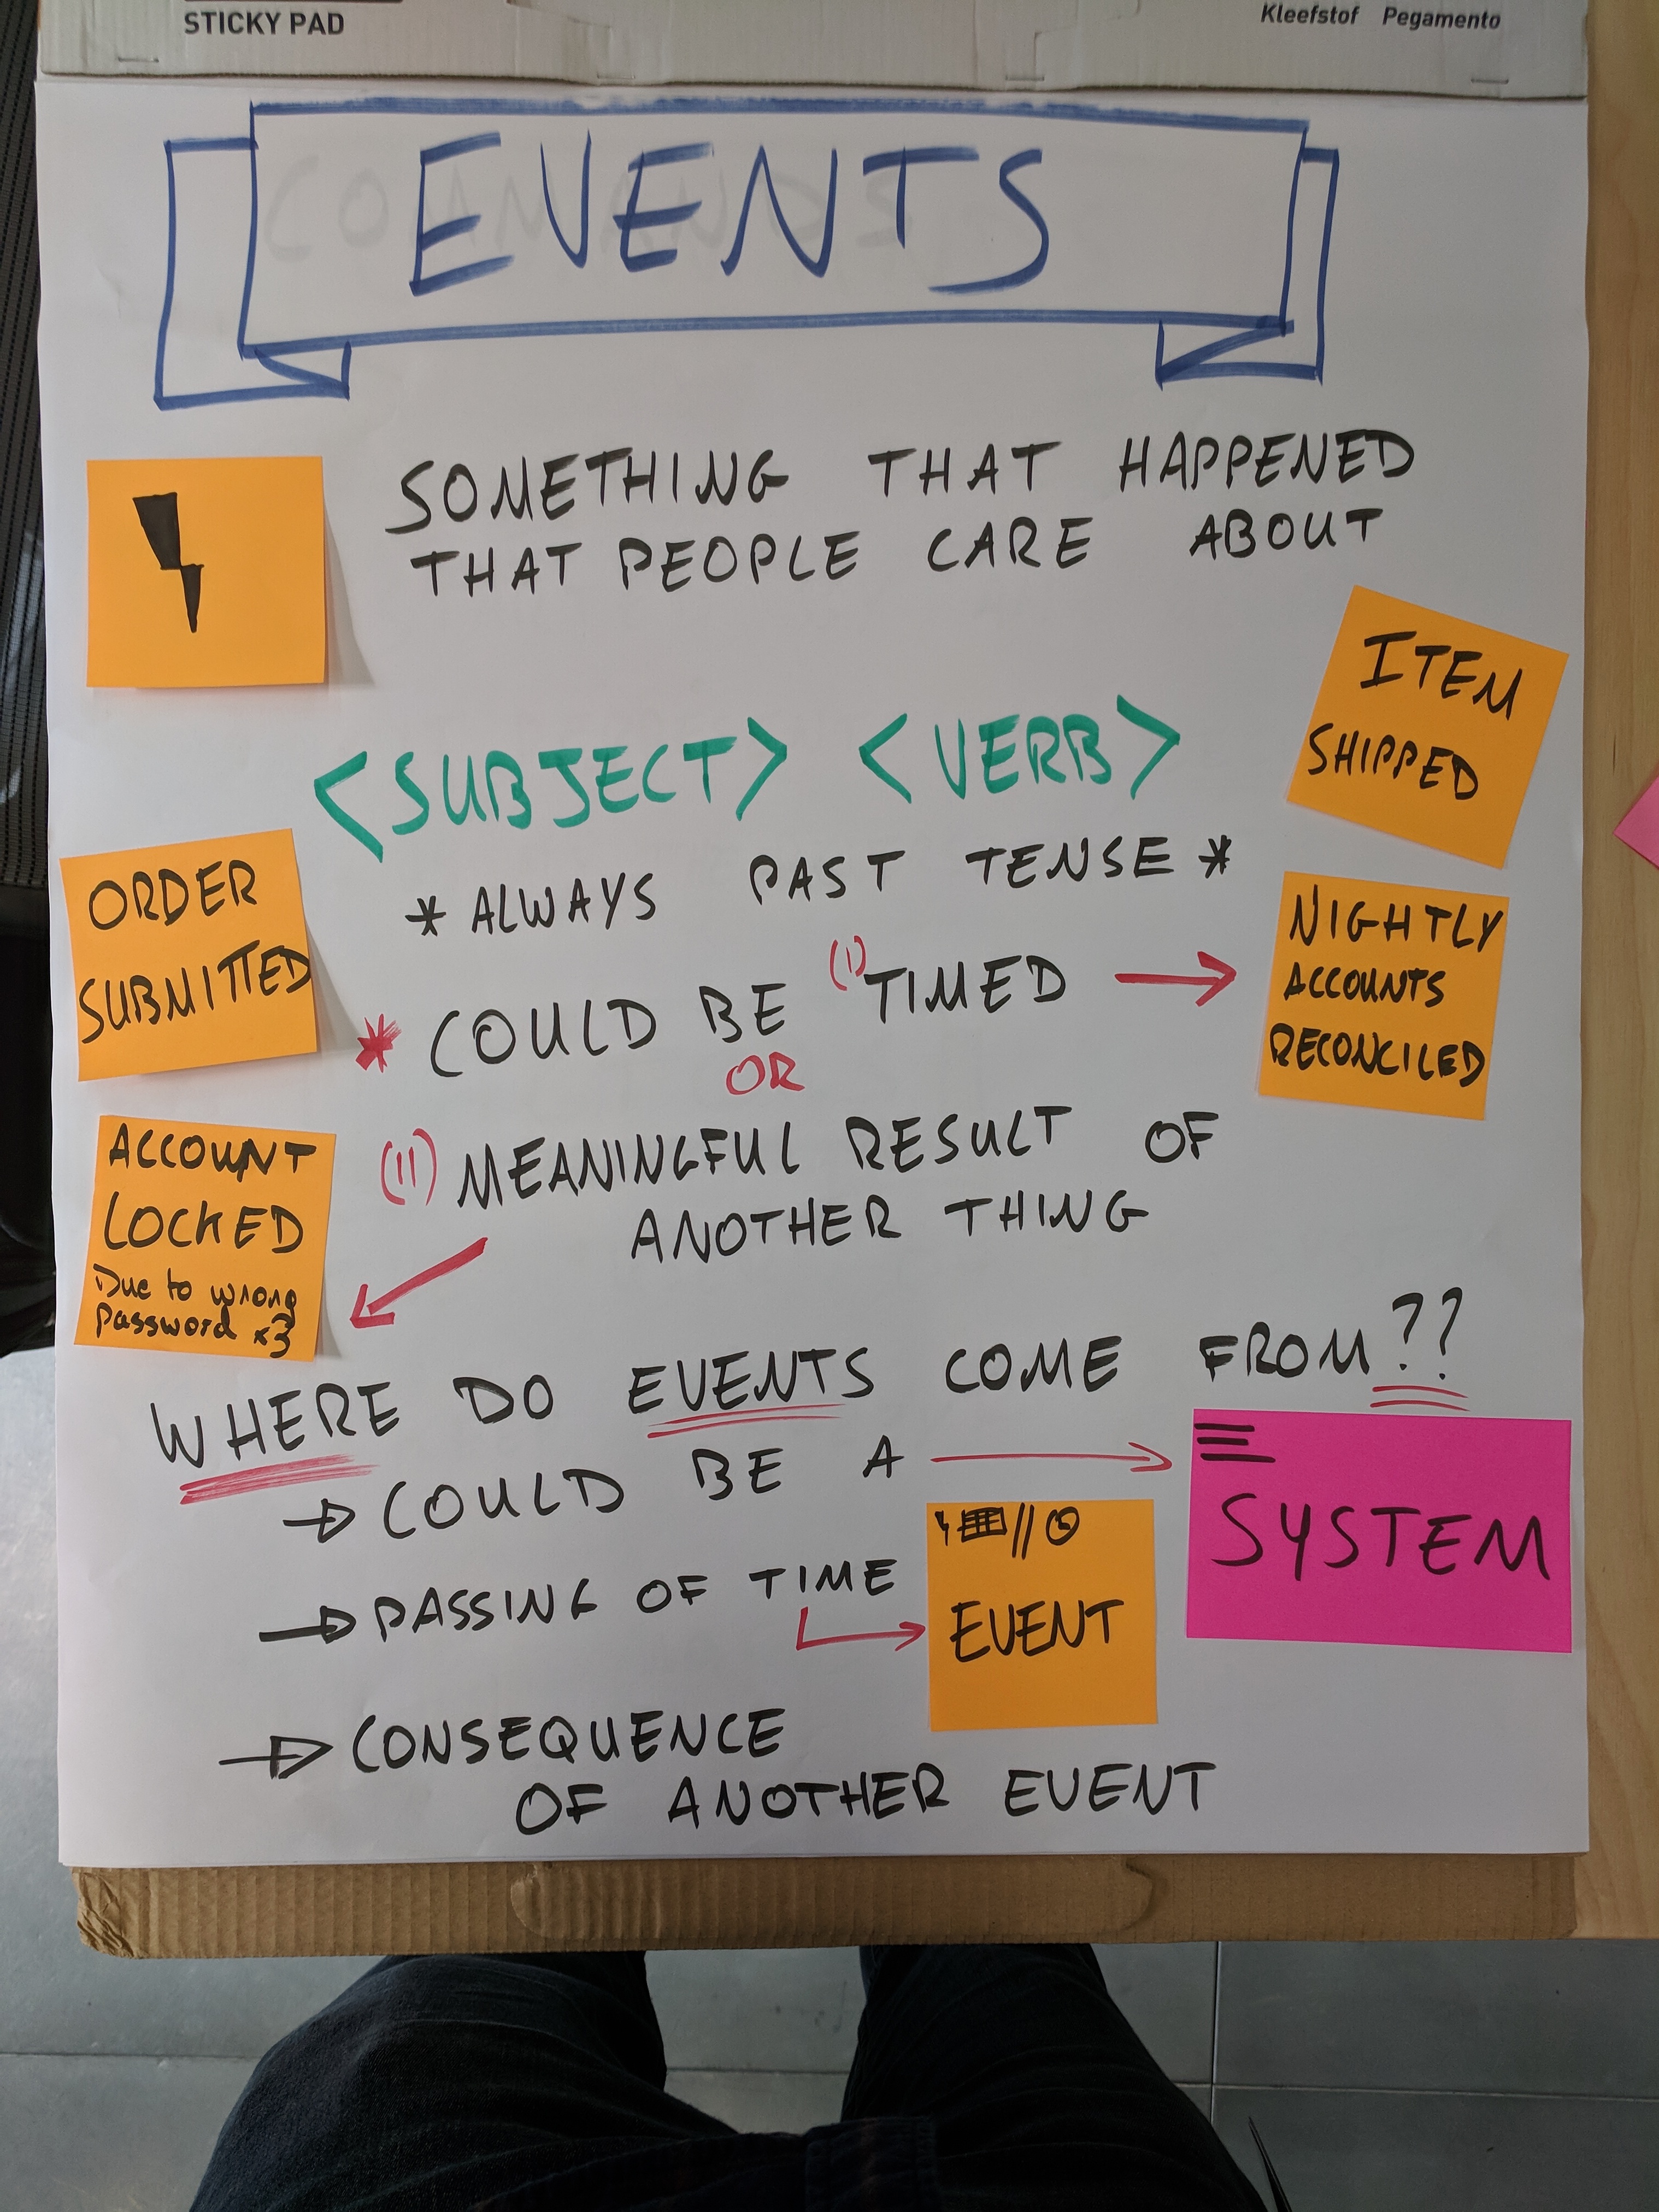 STICKY PAD
Kleefstof Pegamento
EVENTS
COMMANDS
SOMETHING THAT HAPPENED
THAT PEOPLE CARE ABOUT
ITEM
SHIPPED
<SUBJECT> <VERB>
* ALWAYS PAST TENSE *
ORDER
SUBMITTED
* COULD BE (I) TIMED →
NIGHTLY
ACCOUNTS
RECONCILED
OR
(II) MEANINGFUL RESULT OF
ANOTHER THING
ACCOUNT
LOCKED
Due to wrong
Password x3
WHERE DO EVENTS COME FROM??
→ COULD BE A →
SYSTEM
→ PASSING OF TIME
EVENT
→ CONSEQUENCE
OF ANOTHER EVENT